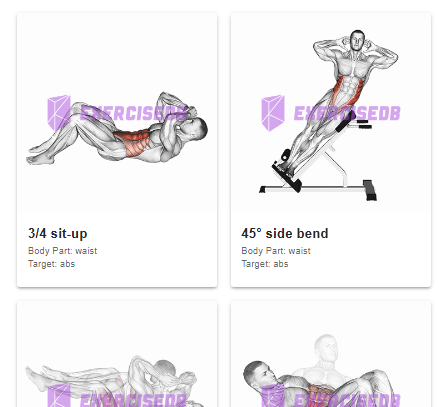 EXERCISEDB
EXERCISEDB
3/4 sit-up
Body Part: waist
Target: abs
45° side bend
Body Part: waist
Target: abs
EXERCISEDB
EXERCISEDB